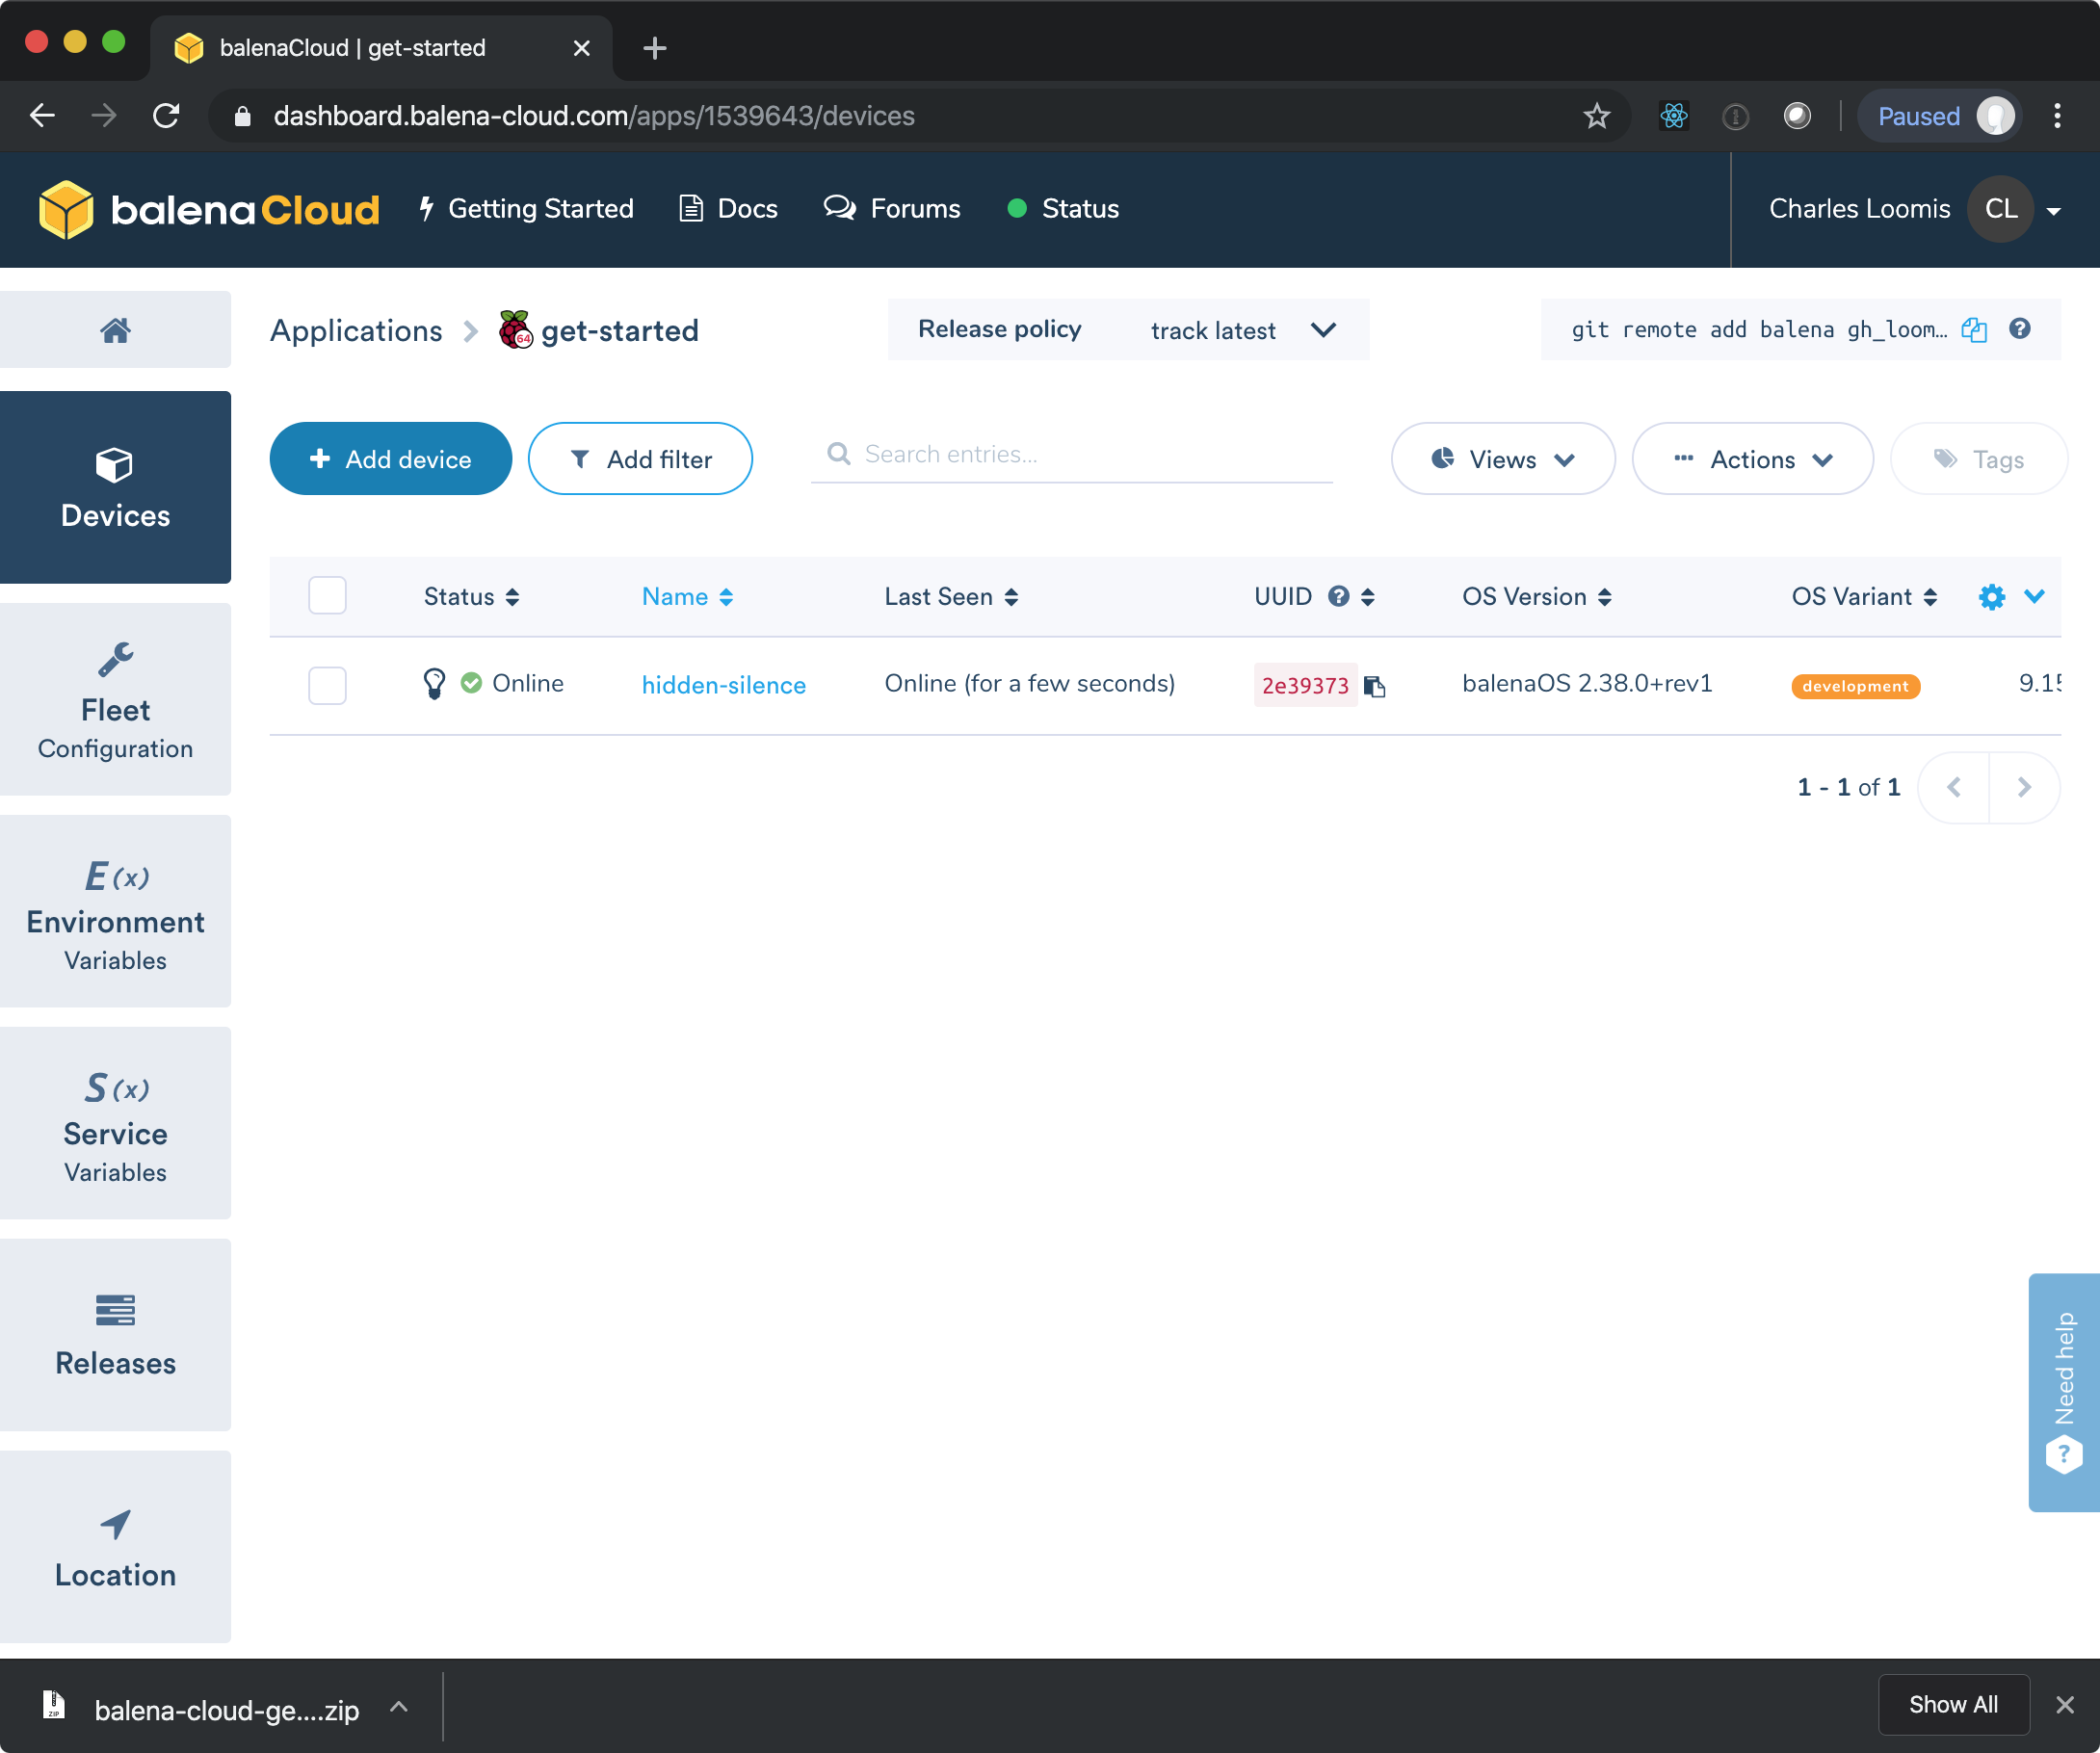 balenaCloud | get-started
dashboard.balena-cloud.com/apps/1539643/devices
Paused
balenaCloud
Getting Started
Docs
Forums
Status
Charles Loomis
CL
Applications
64
get-started
Release policy
track latest
git remote add balena gh_loom…
Add device
Add filter
Search entries...
Views
Actions
Tags
Devices
Fleet
Configuration
E(x)
Environment
Variables
S(x)
Service
Variables
Releases
Location
Status
Name
Last Seen
UUID
OS Version
OS Variant
Online
hidden-silence
Online (for a few seconds)
2e39373
balenaOS 2.38.0+rev1
development
9.15
1 - 1 of 1
Need help
?
ZIP
balena-cloud-ge....zip
Show All